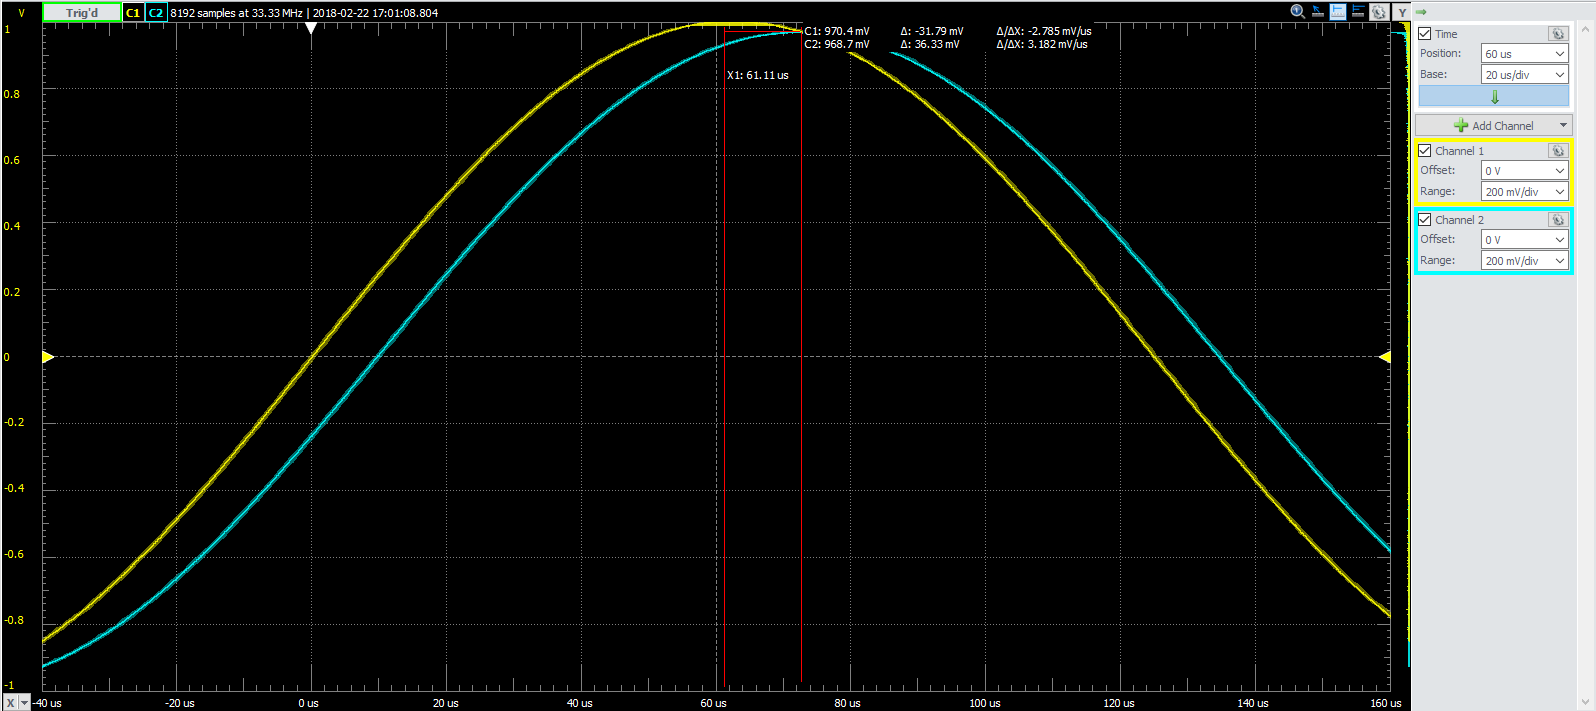 V Trig'd C1 C2 8192 samples at 33.33 MHz | 2018-02-22 17:01:08.804 Y
C1: 970.4 mV Δ: -31.79 mV Δ/ΔX: -2.785 mV/us
C2: 968.7 mV Δ: 36.33 mV Δ/ΔX: 3.182 mV/us
X1: 61.11 us
1
0.8
0.6
0.4
0.2
0
-0.2
-0.4
-0.6
-0.8
-1
X -40 us -20 us 0 us 20 us 40 us 60 us 80 us 100 us 120 us 140 us 160 us
Time
Position: 60 us
Base: 20 us/div
Add Channel
Channel 1
Offset: 0 V
Range: 200 mV/div
Channel 2
Offset: 0 V
Range: 200 mV/div